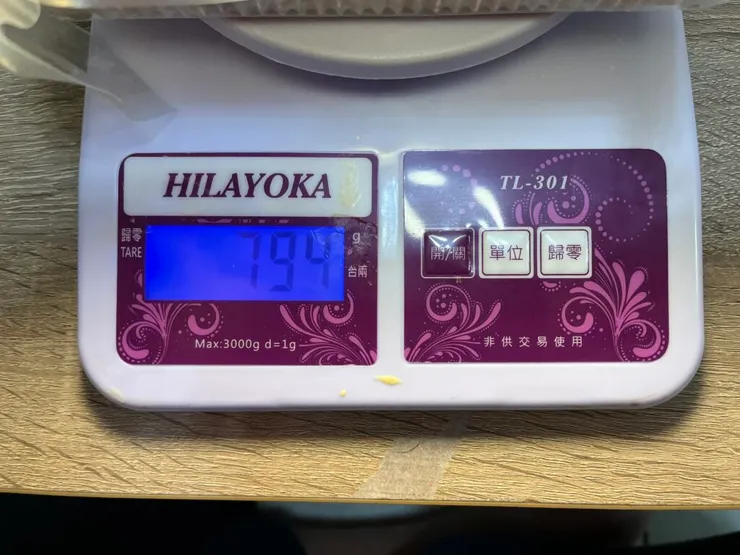 HILAYOKA
TL-301
歸零
TARE
794
g
台兩
開/關
單位
歸零
Max:3000g d=1g
非供交易使用